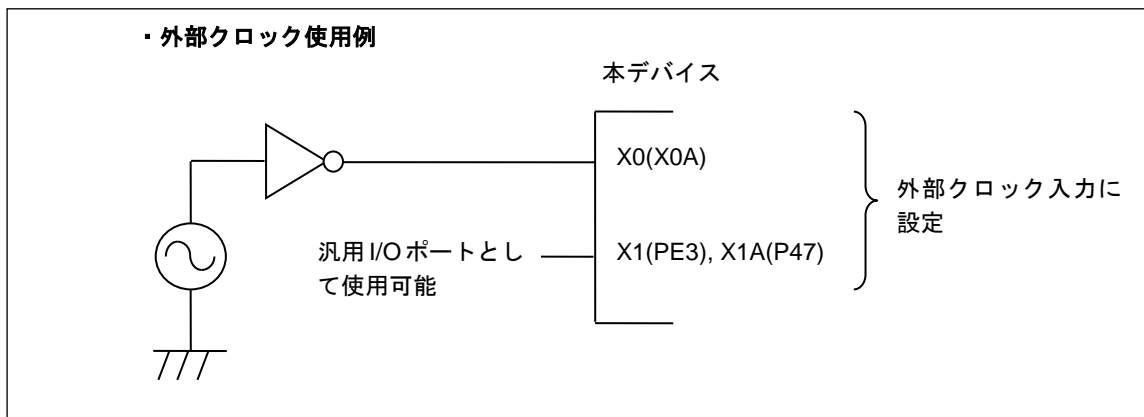 ・外部クロック使用例
本デバイス
X0(X0A)
外部クロック入力に
設定
汎用I/Oポートとし
て使用可能
X1(PE3), X1A(P47)